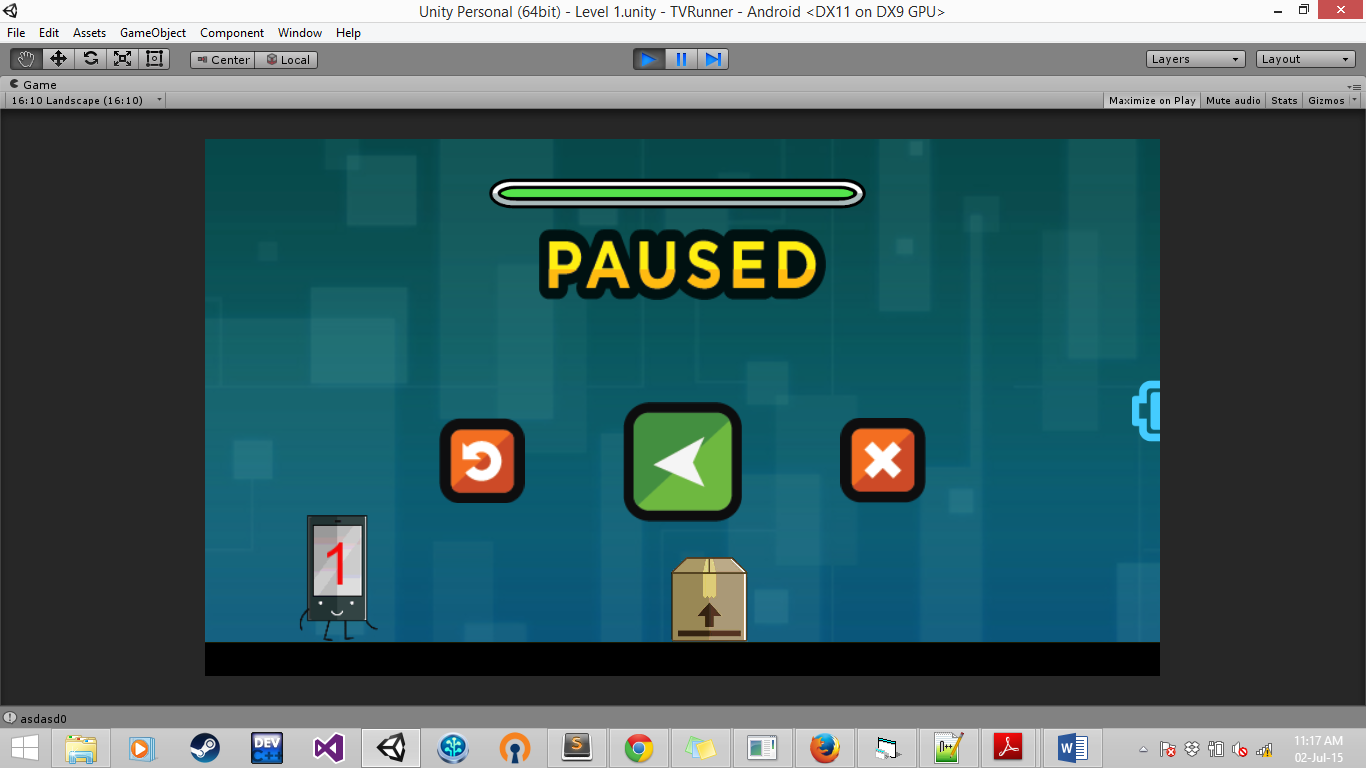 Unity Personal (64bit) - Level 1.unity - TVRunner - Android <DX11 on DX9 GPU>
File Edit Assets GameObject Component Window Help
Center Local Layers Layout
Game
16:10 Landscape (16:10) Maximize on Play Mute audio Stats Gizmos
PAUSED
1
asdasd0
DEV
C++
S
n++
W
11:17 AM
02-Jul-15